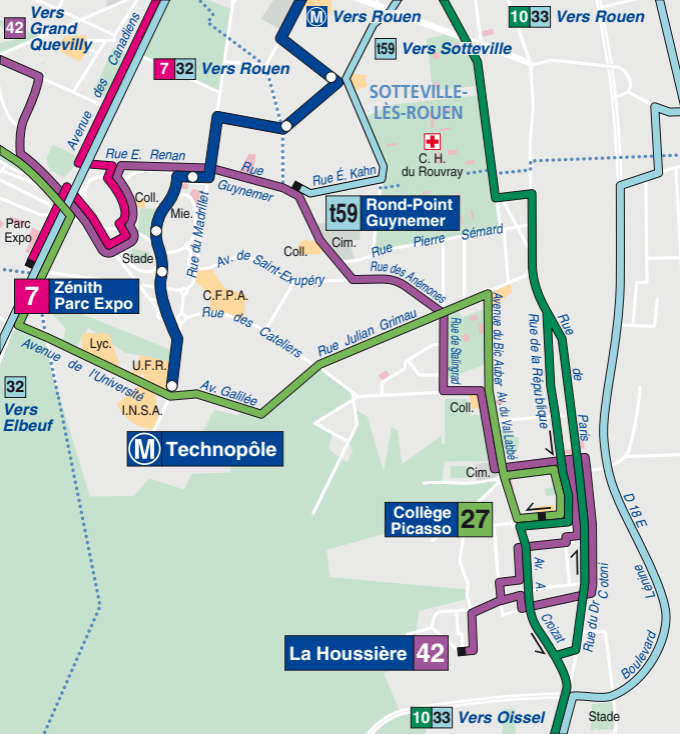 42 Vers
Grand
Quevilly
M Vers Rouen
10 33 Vers Rouen
t59 Vers Sotteville
Avenue des Canadiens
7 32 Vers Rouen
SOTTEVILLE-
LÈS-ROUEN
C. H.
du Rouvray
Rue E. Renan
Rue
Guynemer
Rue É. Kahn
t59 Rond-Point
Guynemer
Coll.
Mie.
Rue du Madrillet
Parc
Expo
Stade
Coll.
Cim.
Rue Pierre Sémard
Av. de Saint-Exupéry
Rue des Anémones
7 Zénith
Parc Expo
C.F.P.A.
Rue des Cateliers
Rue Julian Grimau
Rue de Stalingrad
Avenue du Bic Auber
Av. du Val Labbé
Rue de la République
Rue de Paris
Lyc.
Avenue de l'Université
U.F.R.
Av. Galilée
I.N.S.A.
32
Vers
Elbeuf
Coll.
M Technopôle
Cim.
Collège
Picasso 27
D 18 E
Av. A. Croizat
Rue du Dr Cotoni
Boulevard Lénine
La Houssière 42
10 33 Vers Oissel
Stade